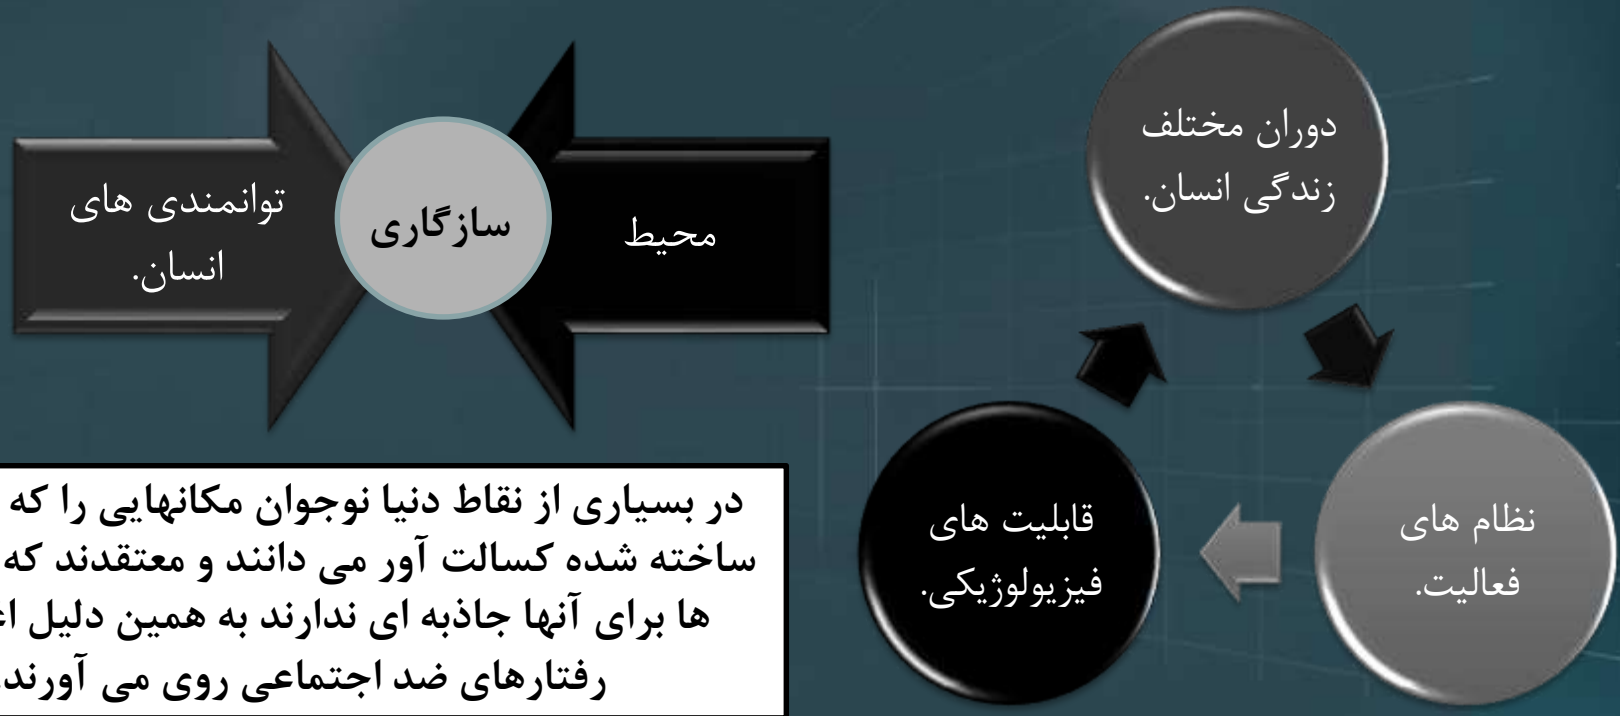 توانمندی های
انسان.
سازگاری
محیط
دوران مختلف
زندگی انسان.
نظام های
فعالیت.
قابلیت های
فیزیولوژیکی.
در بسیاری از نقاط دنیا نوجوان مکانهایی را که
ساخته شده کسالت آور می دانند و معتقدند که
ها برای آنها جاذبه ای ندارند به همین دلیل
رفتارهای ضد اجتماعی روی می آورند.